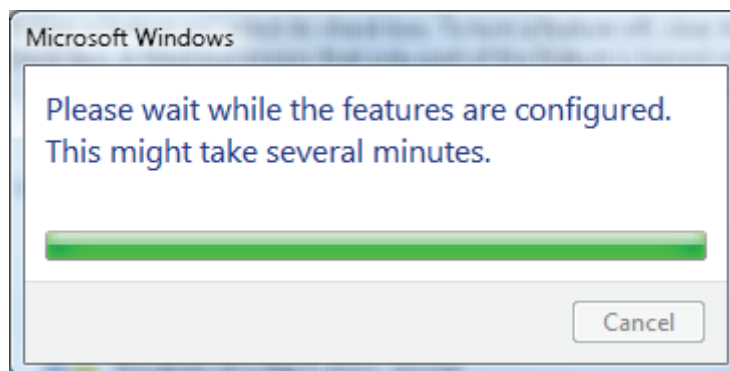 Microsoft Windows
Please wait while the features are configured.
This might take several minutes.
Cancel